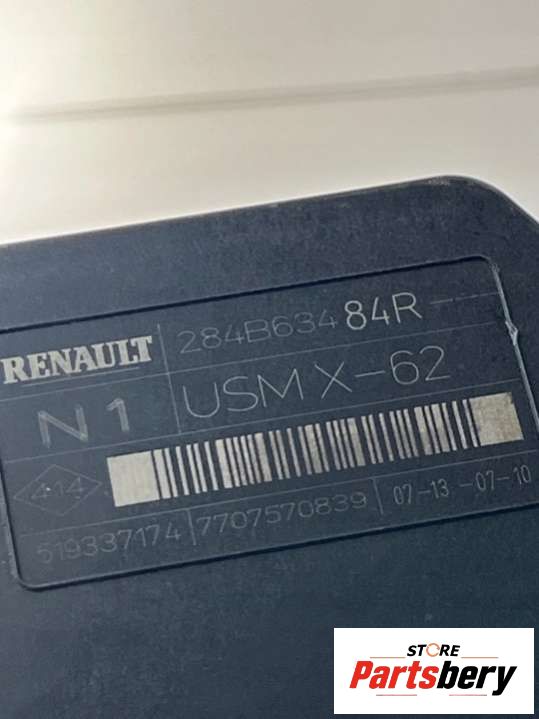 RENAULT
284B63484R
N1
USM X-62
414
519337174
7707570839
07-13-07-10
STORE
Partsbery